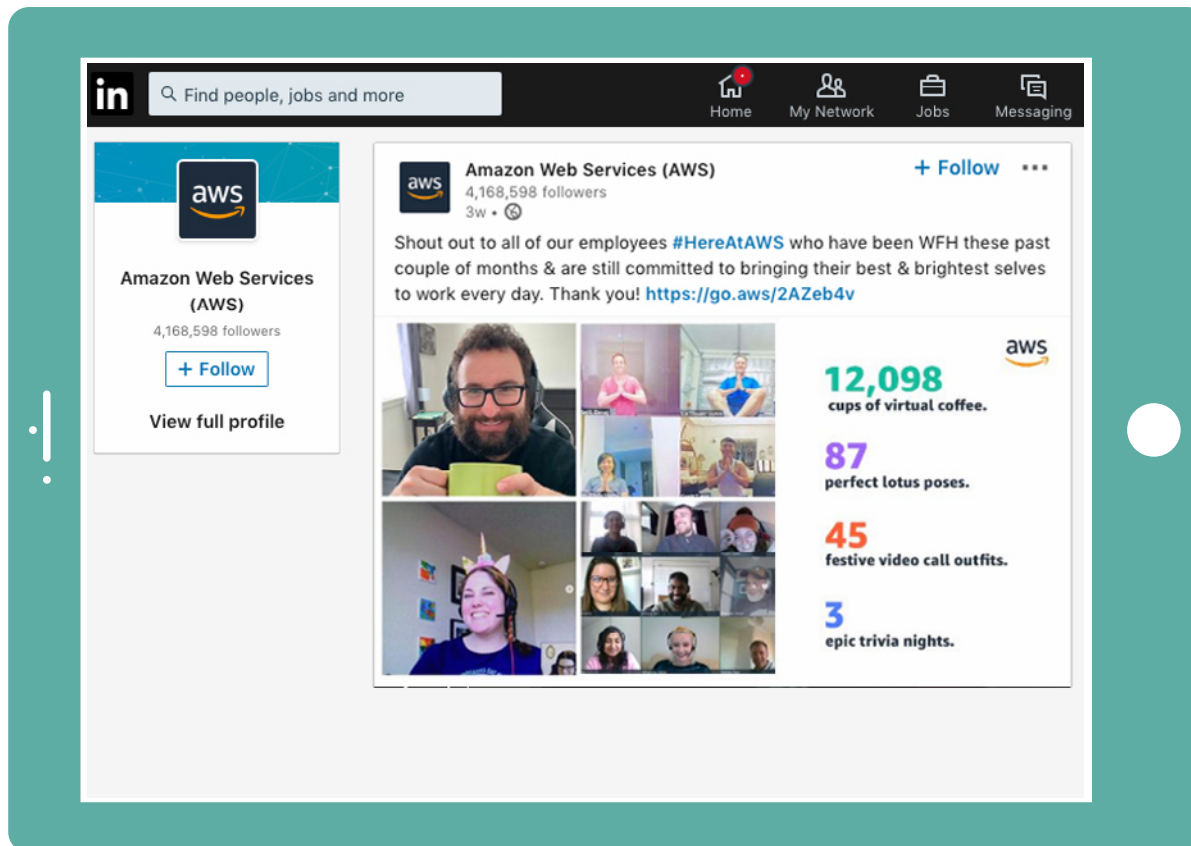 in
Find people, jobs and more
Home
My Network
Jobs
Messaging
aws
Amazon Web Services
(AWS)
4,168,598 followers
+ Follow
View full profile
aws
Amazon Web Services (AWS)
4,168,598 followers
3w •
+ Follow
Shout out to all of our employees #HereAtAWS who have been WFH these past
couple of months & are still committed to bringing their best & brightest selves
to work every day. Thank you! https://go.aws/2AZeb4v
aws
12,098
cups of virtual coffee.
87
perfect lotus poses.
45
festive video call outfits.
3
epic trivia nights.